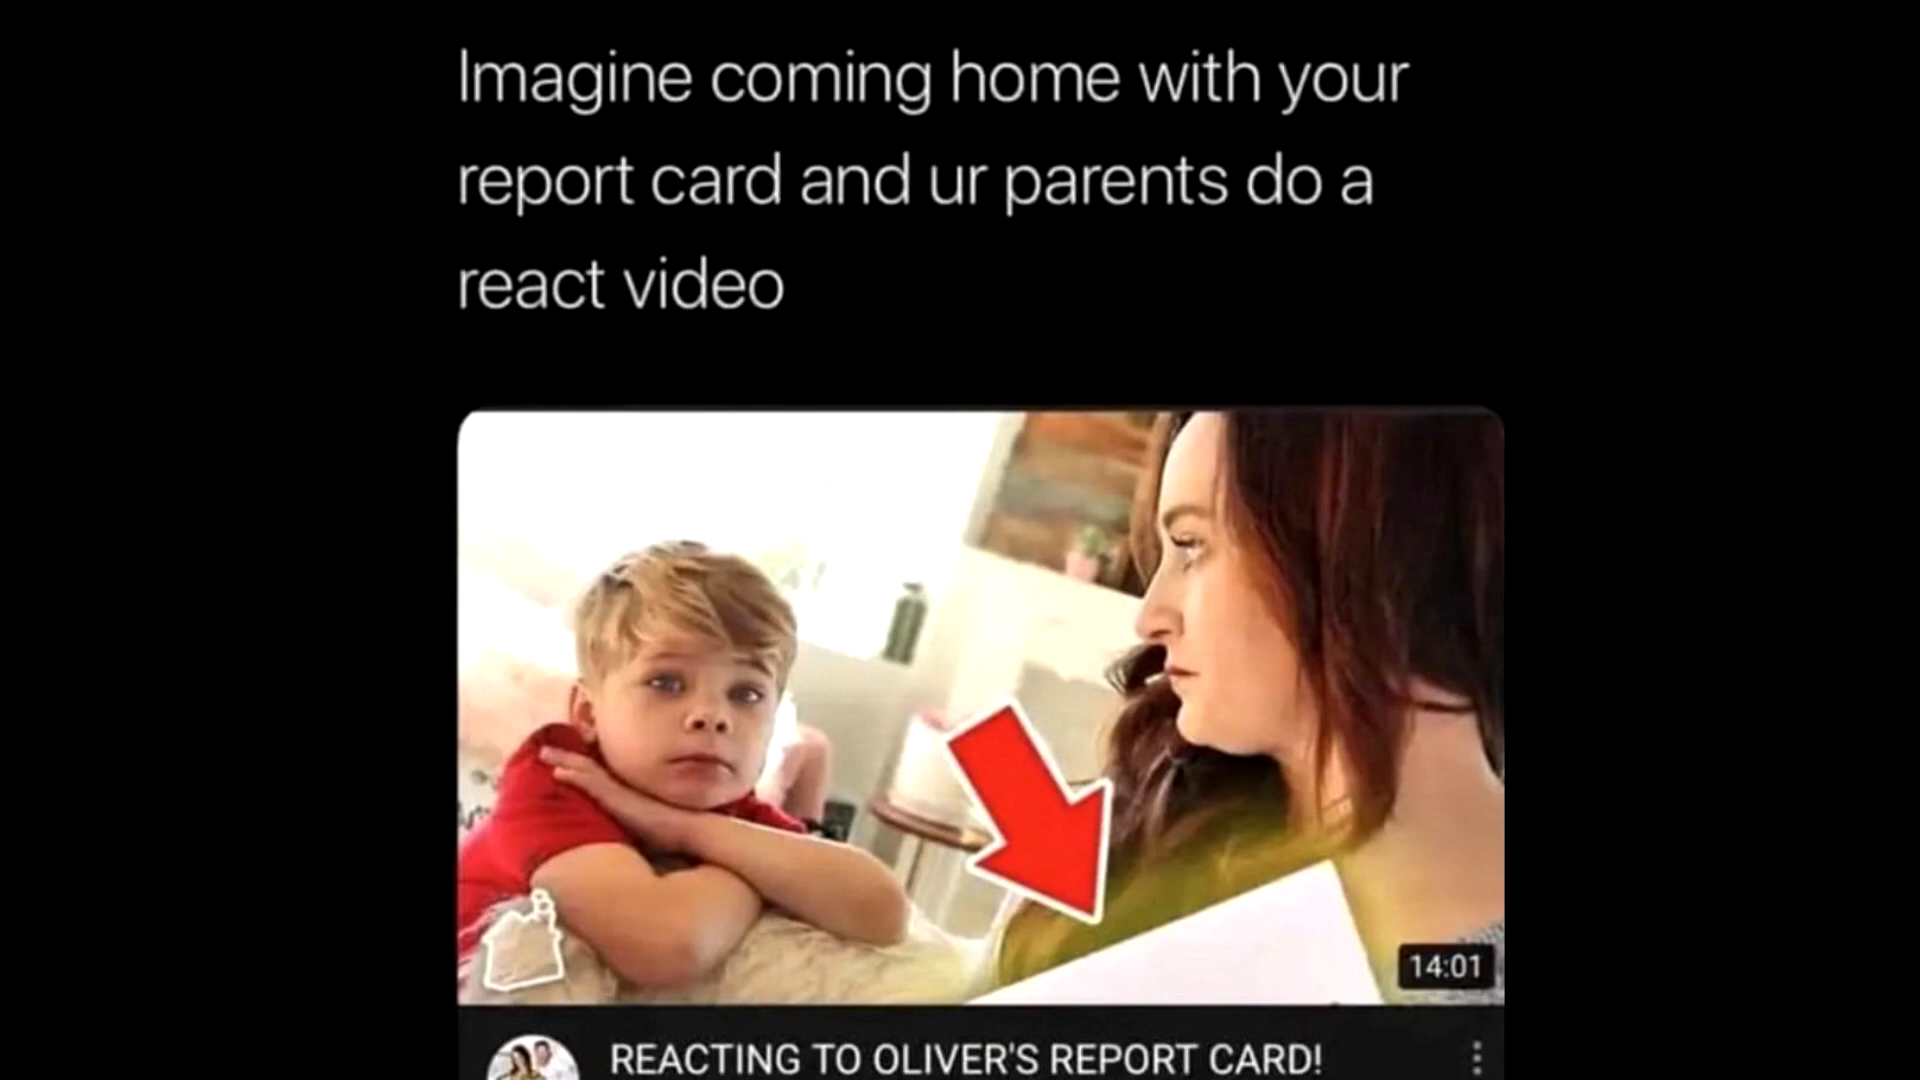 Imagine coming home with your
report card and ur parents do a
react video
14:01
REACTING TO OLIVER'S REPORT CARD!